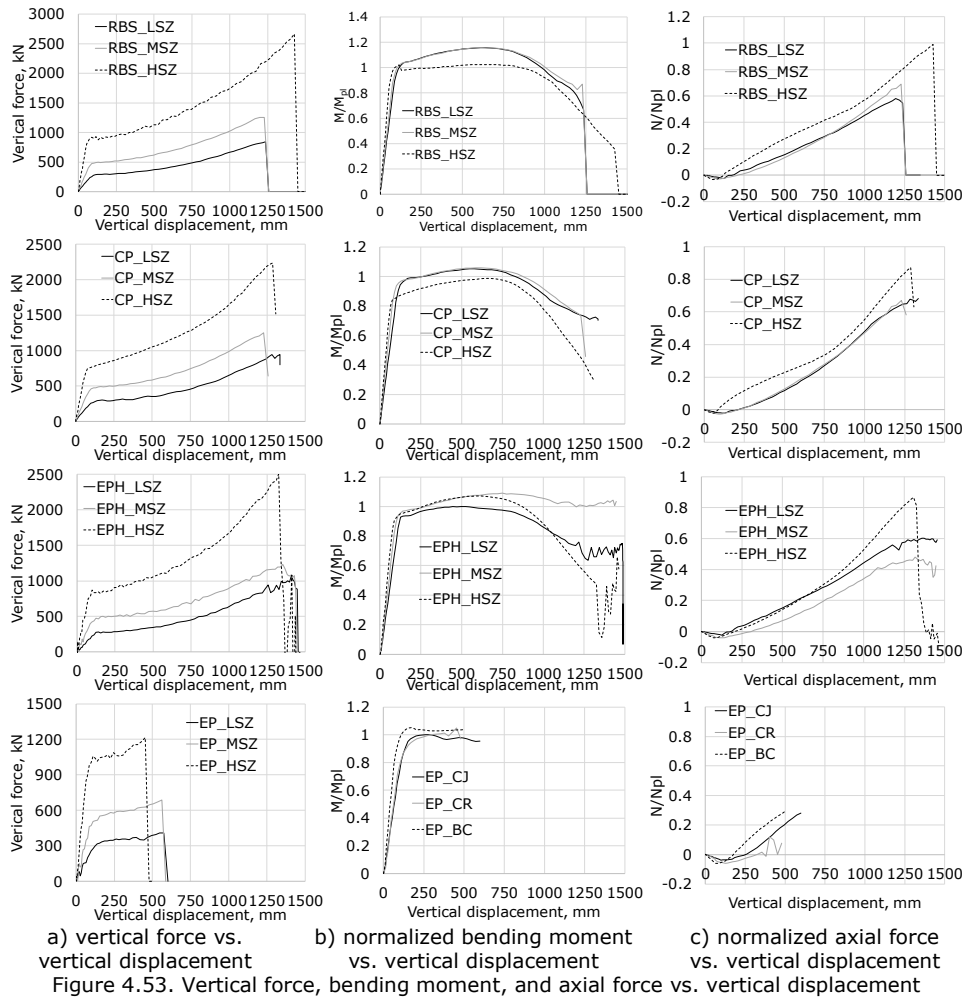 Verical force, kN
3000
2500
2000
1500
1000
500
0
RBS_LSZ
RBS_MSZ
RBS_HSZ
0 250 500 750 1000 1250 1500
Vertical displacement, mm
M/Mpl
1.4
1.2
1
0.8
0.6
0.4
0.2
0
RBS_LSZ
RBS_MSZ
RBS_HSZ
0 250 500 750 1000 1250 1500
Vertical displacement, mm
N/Npl
1
0.8
0.6
0.4
0.2
0
-0.2
RBS_LSZ
RBS_MSZ
RBS_HSZ
0 250 500 750 1000 1250 1500
Vertical displacement, mm
Verical force, kN
2500
2000
1500
1000
500
0
CP_LSZ
CP_MSZ
CP_HSZ
0 250 500 750 1000 1250 1500
Vertical displacement, mm
M/Mpl
1.2
1
0.8
0.6
0.4
0.2
0
CP_LSZ
CP_MSZ
CP_HSZ
0 250 500 750 1000 1250 1500
Vertical displacement, mm
N/Npl
1
0.8
0.6
0.4
0.2
0
-0.2
CP_LSZ
CP_MSZ
CP_HSZ
0 250 500 750 1000 1250 1500
Vertical displacement, mm
Verical force, kN
2500
2000
1500
1000
500
0
EPH_LSZ
EPH_MSZ
EPH_HSZ
0 250 500 750 1000 1250 1500
Vertical displacement, mm
M/Mpl
1.2
1
0.8
0.6
0.4
0.2
0
EPH_LSZ
EPH_MSZ
EPH_HSZ
0 250 500 750 1000 1250 1500
Vertical displacement, mm
N/Npl
1
0.8
0.6
0.4
0.2
0
-0.2
EPH_LSZ
EPH_MSZ
EPH_HSZ
0 250 500 750 1000 1250 1500
Vertical displacement, mm
Verical force, kN
1500
1200
900
600
300
0
EP_LSZ
EP_MSZ
EP_HSZ
0 250 500 750 1000 1250 1500
Vertical displacement, mm
M/Mpl
1.2
1
0.8
0.6
0.4
0.2
0
EP_CJ
EP_CR
EP_BC
0 250 500 750 1000 1250 1500
Vertical displacement, mm
N/Npl
1
0.8
0.6
0.4
0.2
0
-0.2
EP_CJ
EP_CR
EP_BC
0 250 500 750 1000 1250 1500
Vertical displacement, mm
a) vertical force vs.
vertical displacement
b) normalized bending moment
vs. vertical displacement
c) normalized axial force
vs. vertical displacement
Figure 4.53. Vertical force, bending moment, and axial force vs. vertical displacement